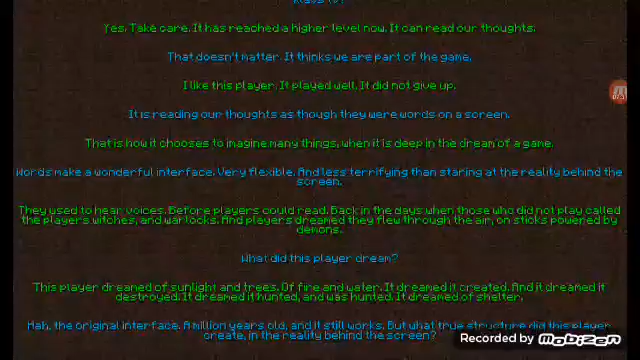 Yes. Take care. It has reached a higher level now. It can read our thoughts.
That doesn't matter. It thinks we are part of the game.
I like this player. It played well. It did not give up.
It is reading our thoughts as though they were words on a screen.
That is how it chooses to imagine many things, when it is deep in the dream of a game.
Words make a wonderful interface. Very flexible. And less terrifying than staring at the reality behind the
screen.
They used to hear voices. Before players could read. Back in the days when those who did not play called
the players witches, and warlocks. And players dreamed they flew through the air, on sticks powered by
demons.
What did this player dream?
This player dreamed of sunlight and trees. Of fire and water. It dreamed it created. And it dreamed it
destroyed. It dreamed it hunted, and was hunted. It dreamed of shelter.
Hah, the original interface. A million years old, and it still works. But what true structure did this player
create, in the reality behind the screen?
Recorded by mobizen